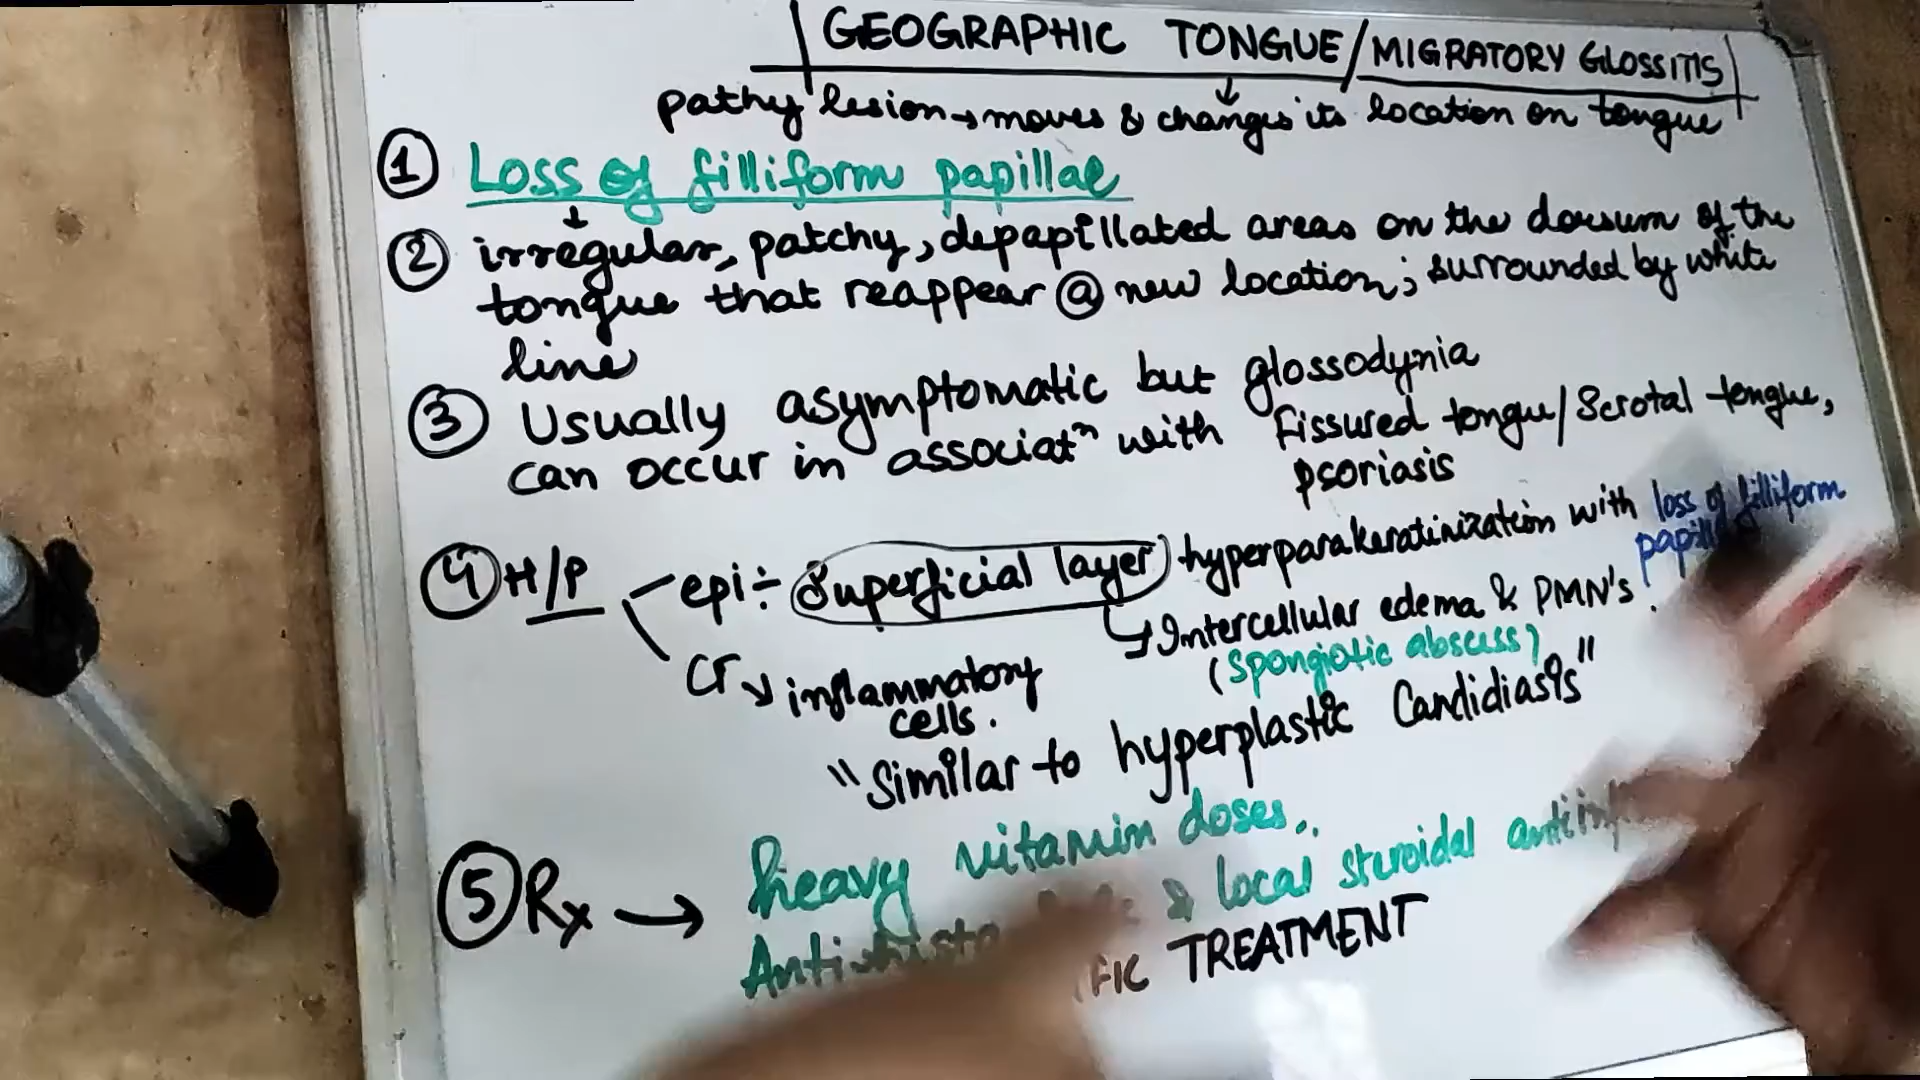 GEOGRAPHIC TONGUE/MIGRATORY GLOSSITIS
pathy lesion→moves & changes its location on tongue
① Loss of filliform papillae
② irregular, patchy, depapillated areas on the dorsum of the
tongue that reappear @ new location; surrounded by white
line
③ Usually asymptomatic but glossodynia
can occur in associatⁿ with Fissured tongue/Scrotal tongue,
psoriasis
④ H/P epi÷ Superficial layer hyperparakeratinization with loss of filliform
Intercellular edema & PMN's.
(Spongiotic abscess)
CT↘ inflammatory
cells.
"Similar to hyperplastic Candidiasis"
⑤ Rx → heavy vitamin doses.
& local steroidal
TREATMENT